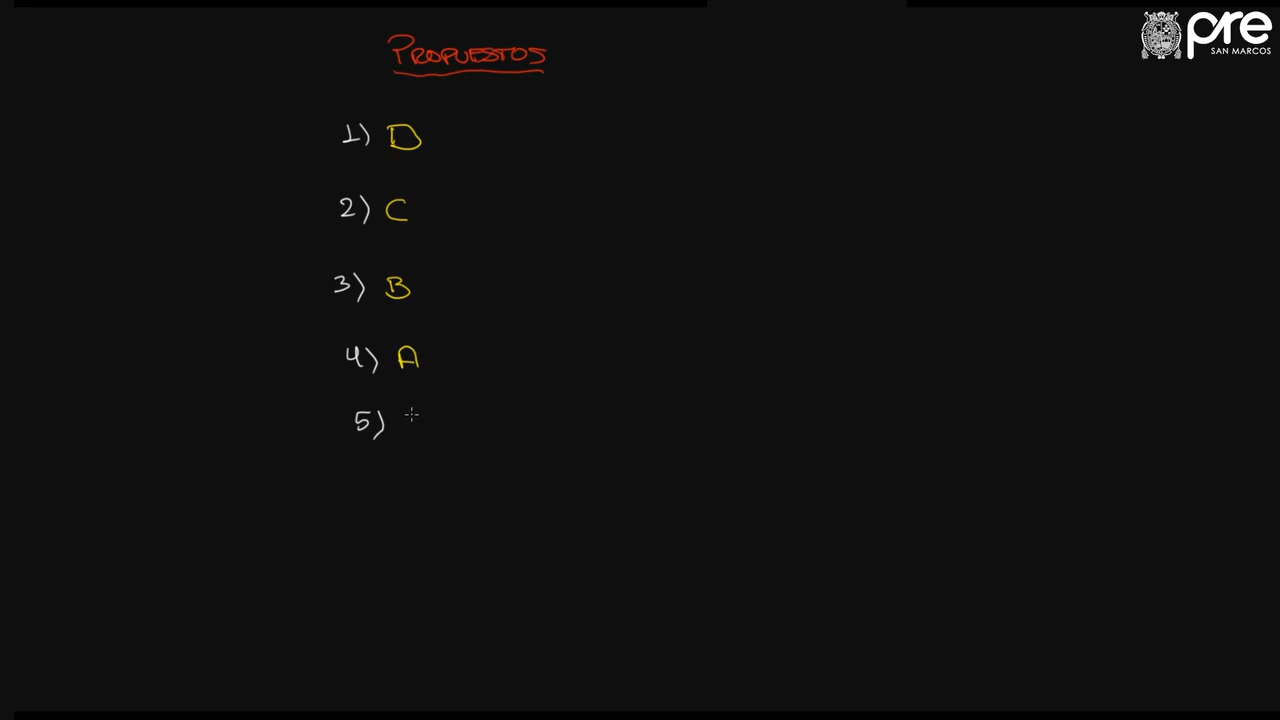 PROPUESTOS
pre
SAN MARCOS
1) D
2) C
3) B
4) A
5)